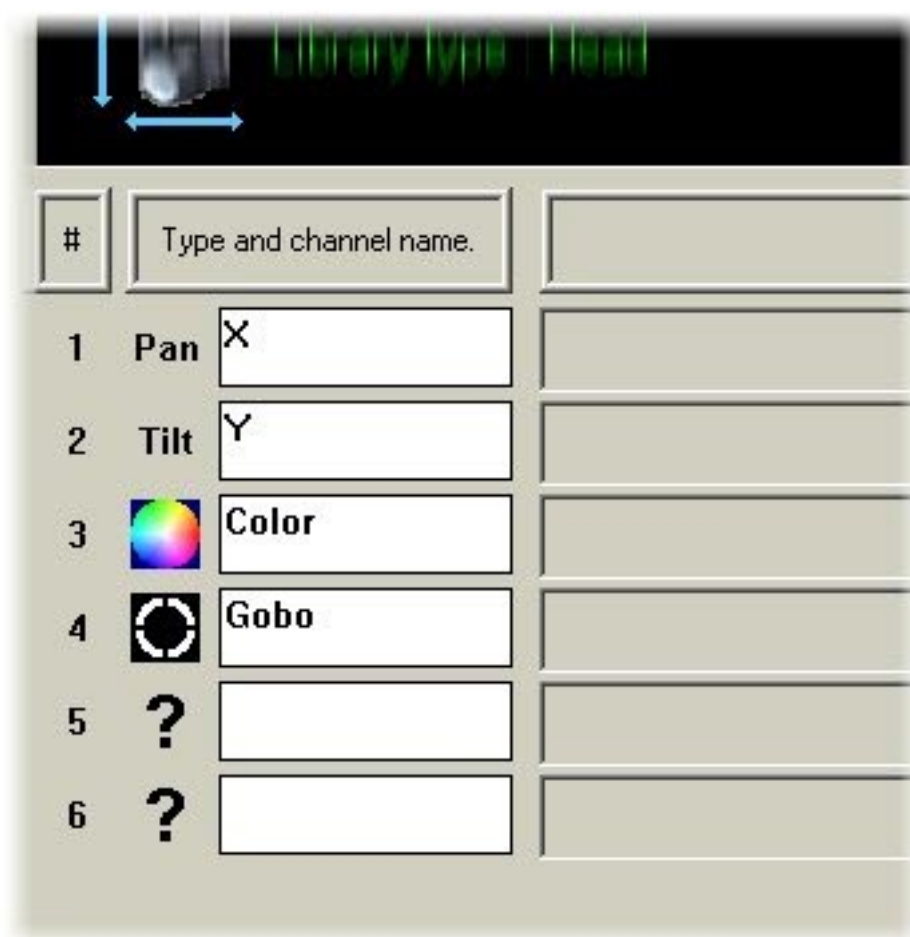 Library type : Head
# Type and channel name.
1 Pan X
2 Tilt Y
3 Color
4 Gobo
5 ?
6 ?